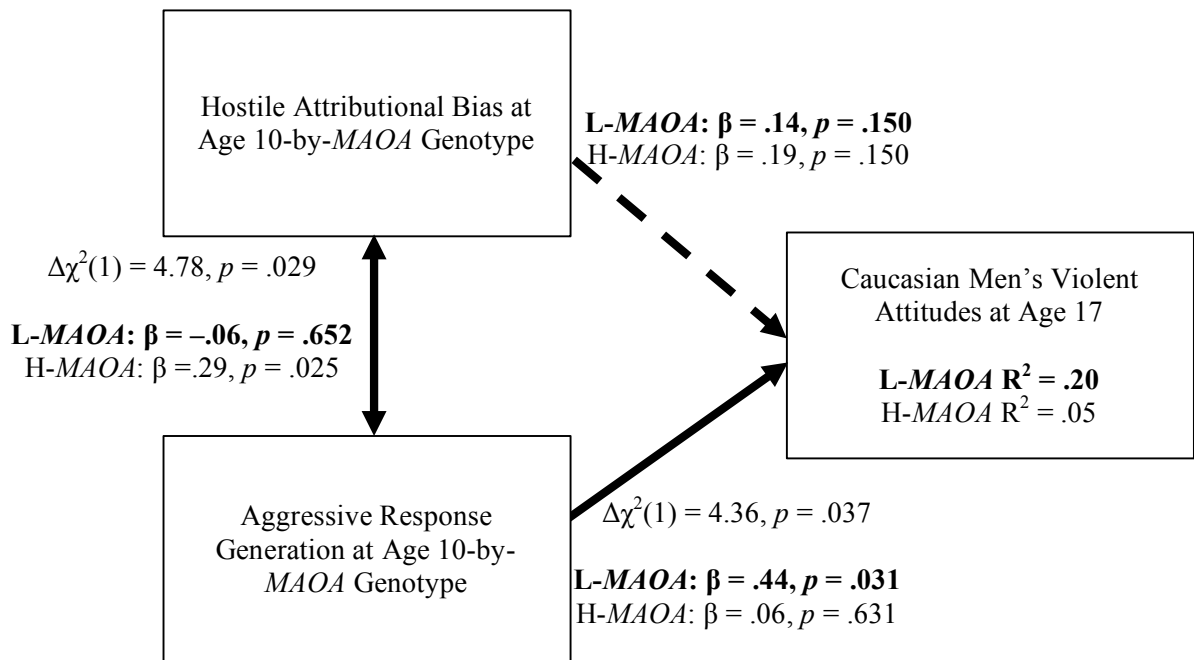 Hostile Attributional Bias at
Age 10-by-MAOA Genotype
L-MAOA: β = .14, p = .150
H-MAOA: β = .19, p = .150
Δχ²(1) = 4.78, p = .029
L-MAOA: β = –.06, p = .652
H-MAOA: β =.29, p = .025
Caucasian Men’s Violent
Attitudes at Age 17
L-MAOA R² = .20
H-MAOA R² = .05
Aggressive Response
Generation at Age 10-by-
MAOA Genotype
Δχ²(1) = 4.36, p = .037
L-MAOA: β = .44, p = .031
H-MAOA: β = .06, p = .631